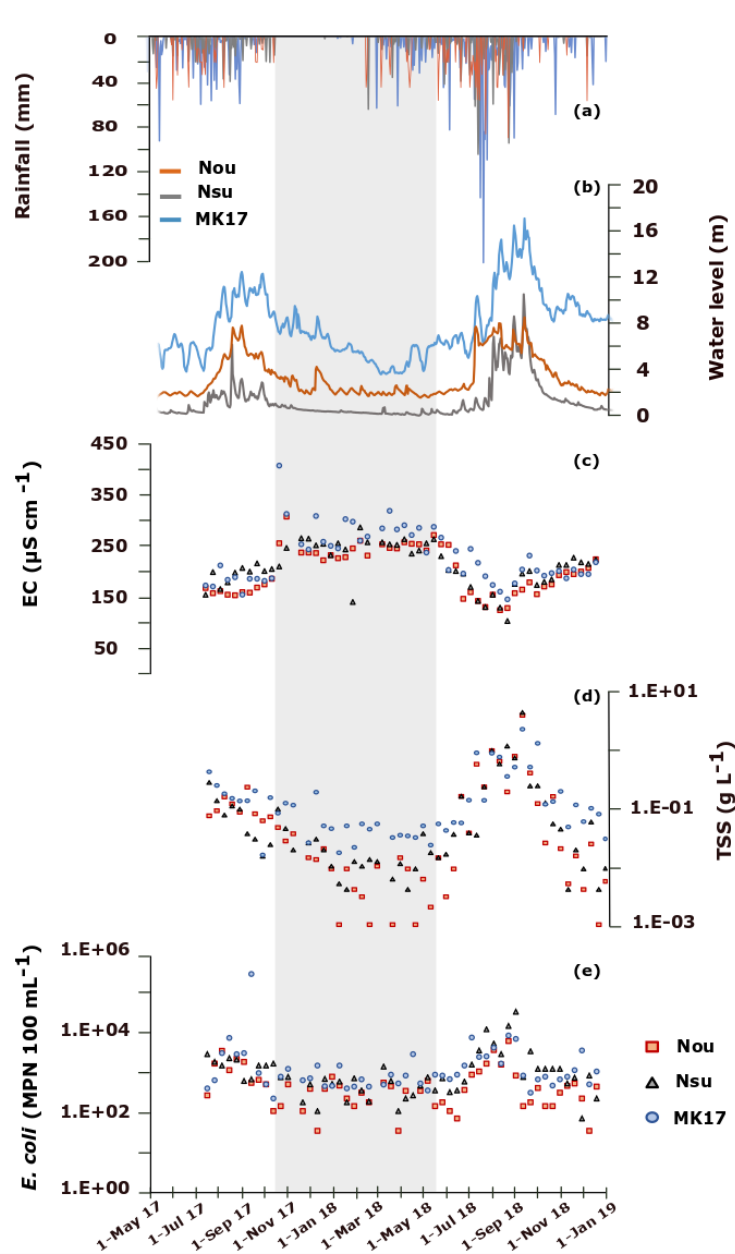 0
40
80
120
160
200
Rainfall (mm)
(a)
Nou
Nsu
MK17
(b)
20
16
12
8
4
0
Water level (m)
450
350
250
150
50
EC (µS cm -1)
(c)
(d)
1.E+01
1.E-01
1.E-03
TSS (g L-1)
1.E+06
1.E+04
1.E+02
1.E+00
E. coli (MPN 100 mL-1)
(e)
Nou
Nsu
MK17
1-May 17
1-Jul 17
1-Sep 17
1-Nov 17
1-Jan 18
1-Mar 18
1-May 18
1-Jul 18
1-Sep 18
1-Nov 18
1-Jan 19